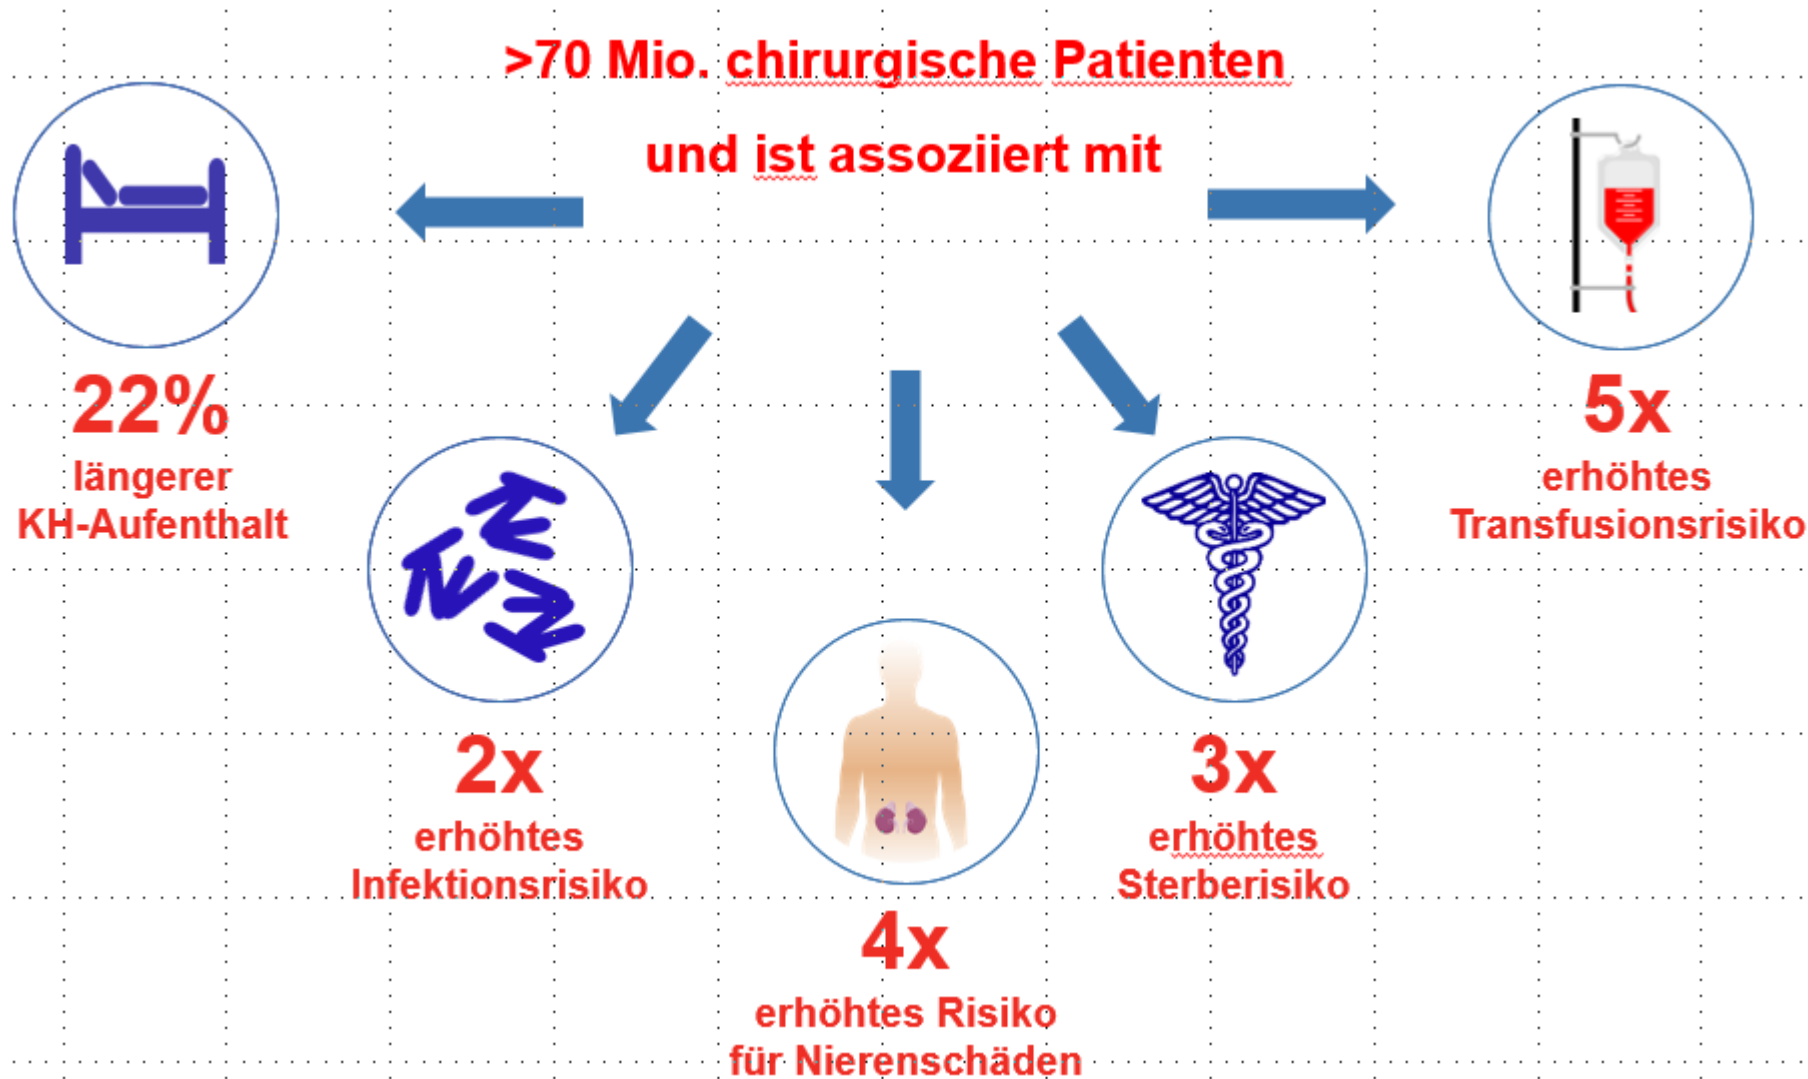 >70 Mio. chirurgische Patienten
und ist assoziiert mit
22%
längerer
KH-Aufenthalt
2x
erhöhtes
Infektionsrisiko
4x
erhöhtes Risiko
für Nierenschäden
3x
erhöhtes
Sterberisiko
5x
erhöhtes
Transfusionsrisiko